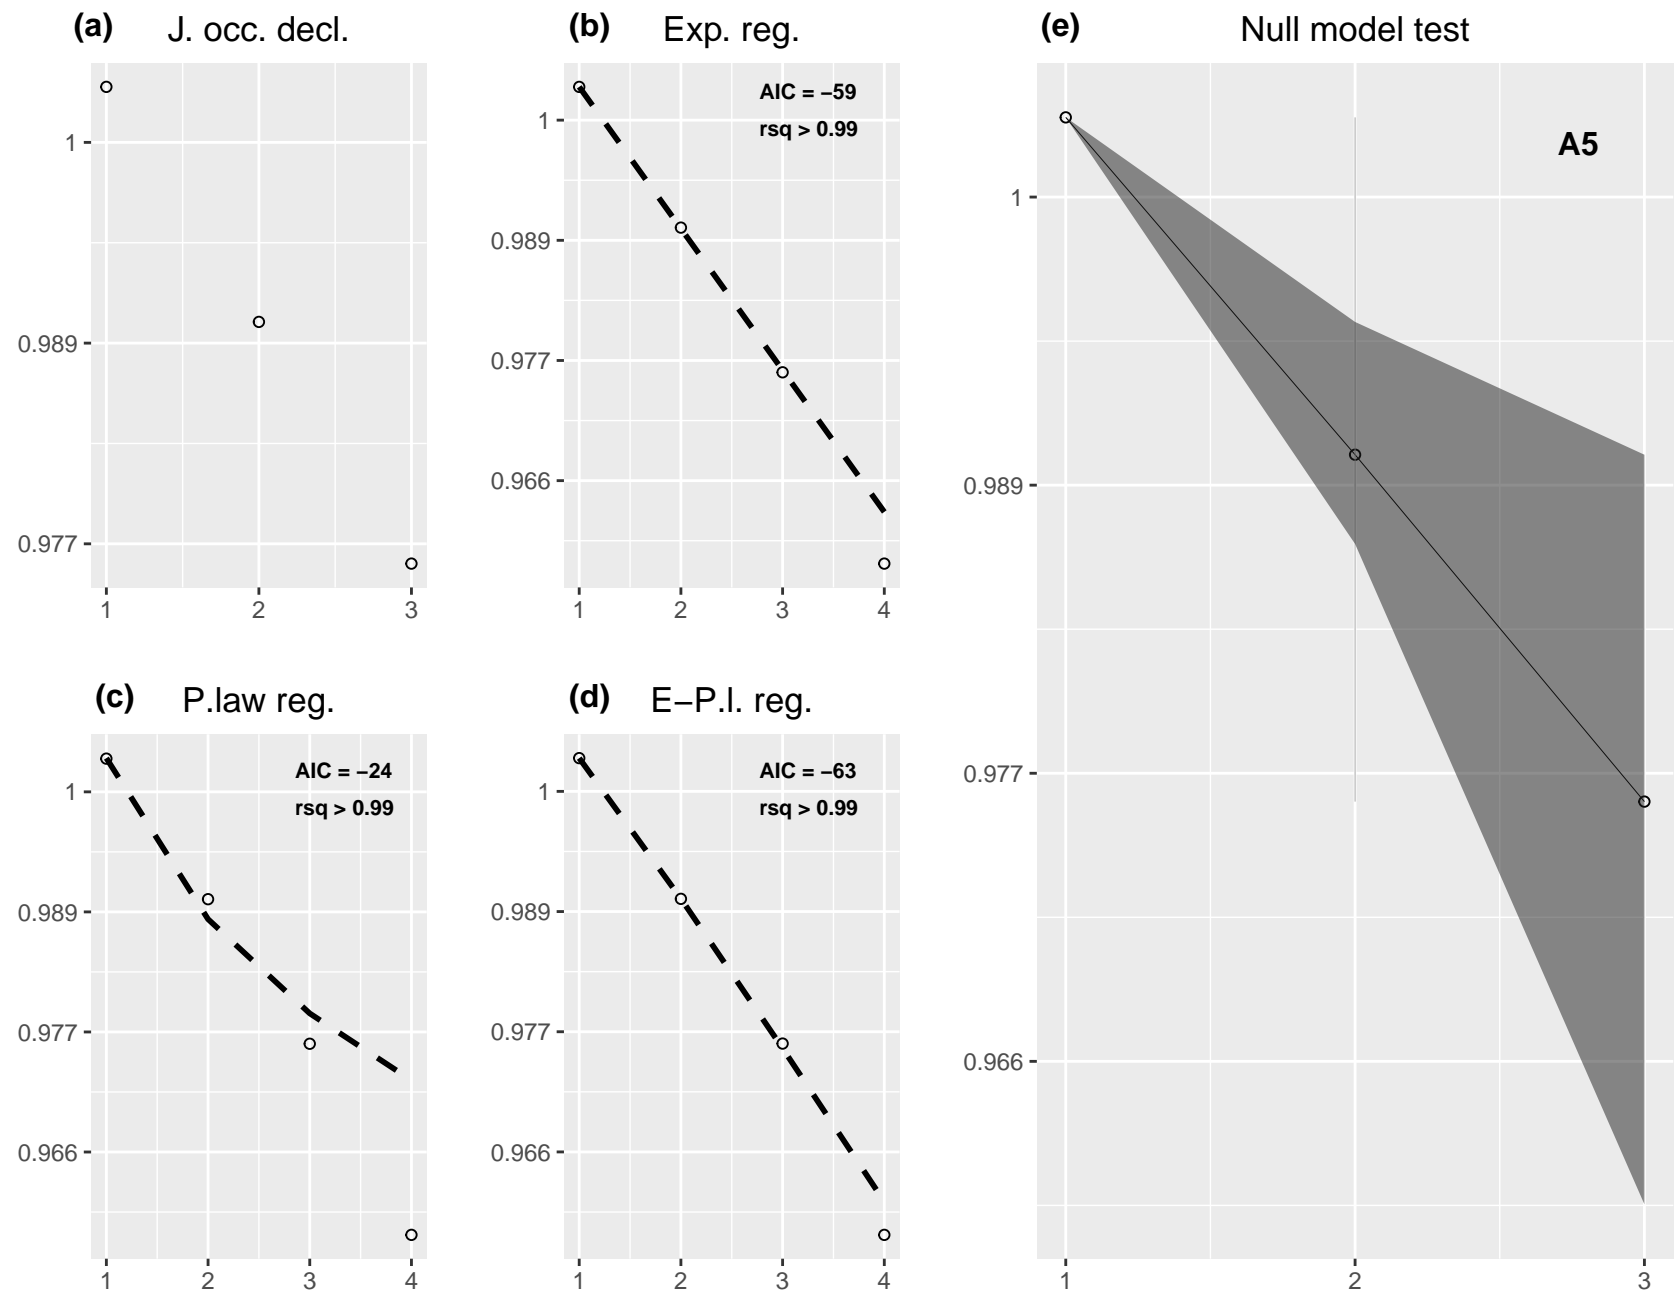 (a) J. occ. decl.
1
0.989
0.977
1 2 3
(b) Exp. reg.
AIC = −59
rsq > 0.99
1
0.989
0.977
0.966
1 2 3 4
(c) P.law reg.
AIC = −24
rsq > 0.99
1
0.989
0.977
0.966
1 2 3 4
(d) E−P.l. reg.
AIC = −63
rsq > 0.99
1
0.989
0.977
0.966
1 2 3 4
(e) Null model test
A5
1
0.989
0.977
0.966
1 2 3